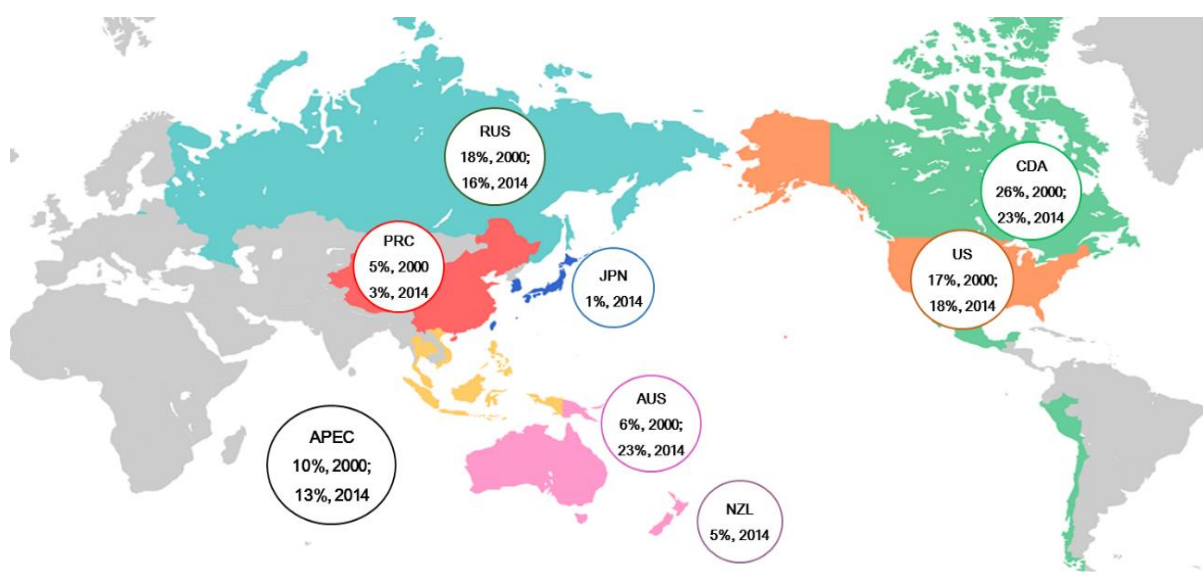 RUS
18%, 2000;
16%, 2014
CDA
26%, 2000;
23%, 2014
PRC
5%, 2000
3%, 2014
US
17%, 2000;
18%, 2014
JPN
1%, 2014
AUS
6%, 2000;
23%, 2014
APEC
10%, 2000;
13%, 2014
NZL
5%, 2014